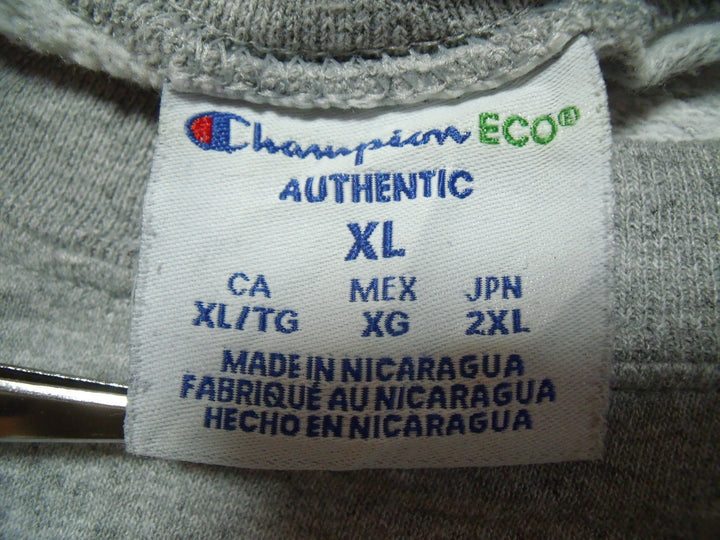 Champion ECO®
AUTHENTIC
XL
CA MEX JPN
XL/TG XG 2XL
MADE IN NICARAGUA
FABRIQUÉ AU NICARAGUA
HECHO EN NICARAGUA